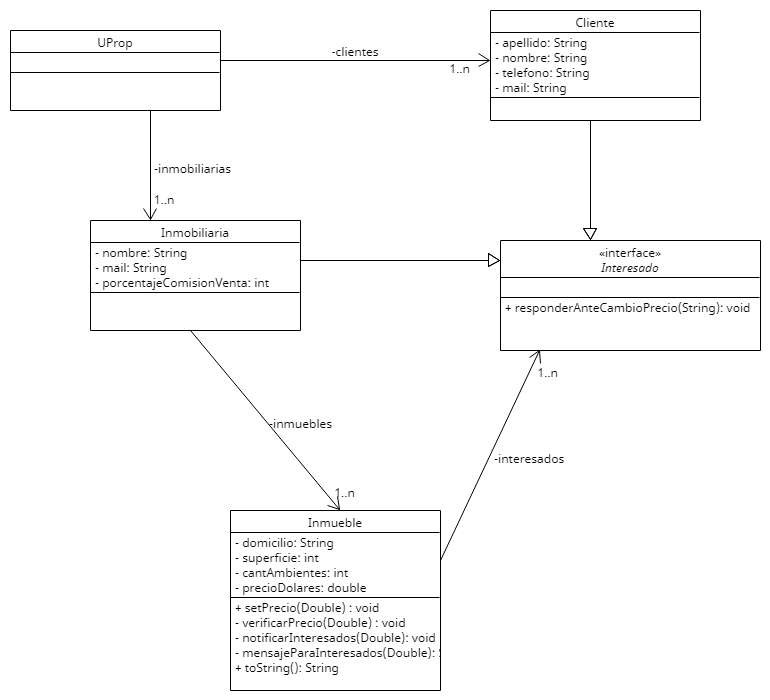 UProp
-clientes
1..n
Cliente
- apellido: String
- nombre: String
- telefono: String
- mail: String
-inmobiliarias
1..n
Inmobiliaria
- nombre: String
- mail: String
- porcentajeComisionVenta: int
«interface»
Interesado
+ responderAnteCambioPrecio(String): void
1..n
-inmuebles
-interesados
1..n
Inmueble
- domicilio: String
- superficie: int
- cantAmbientes: int
- precioDolares: double
+ setPrecio(Double) : void
- verificarPrecio(Double) : void
- notificarInteresados(Double): void
- mensajeParaInteresados(Double):
+ toString(): String